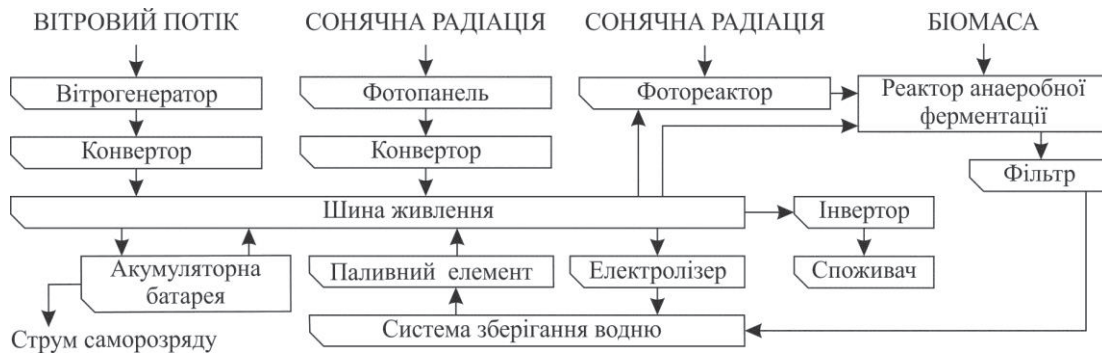 ВІТРОВИЙ ПОТІК
СОНЯЧНА РАДІАЦІЯ
СОНЯЧНА РАДІАЦІЯ
БІОМАСА
Вітрогенератор
Фотопанель
Фотореактор
Реактор анаеробної
ферментації
Конвертор
Конвертор
Фільтр
Шина живлення
Інвертор
Акумуляторна
батарея
Паливний елемент
Електролізер
Споживач
Струм саморозряду
Система зберігання водню